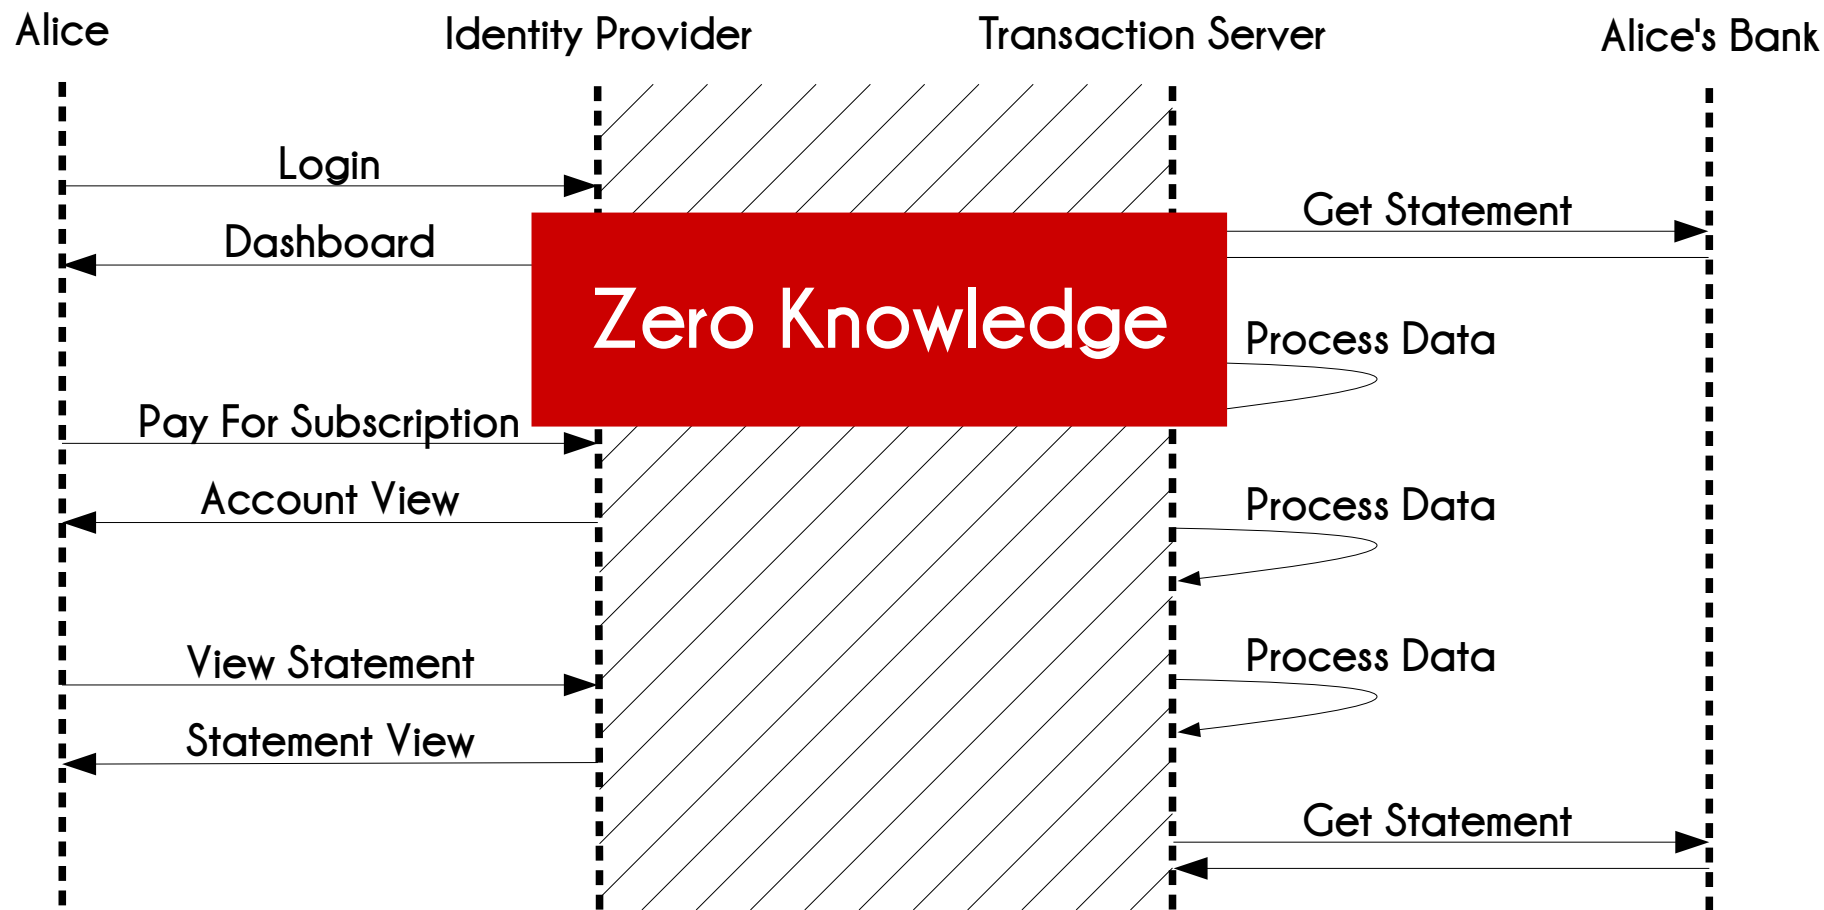 Alice
Identity Provider
Transaction Server
Alice's Bank
Login
Get Statement
Dashboard
Zero Knowledge
Process Data
Pay For Subscription
Account View
Process Data
View Statement
Process Data
Statement View
Get Statement